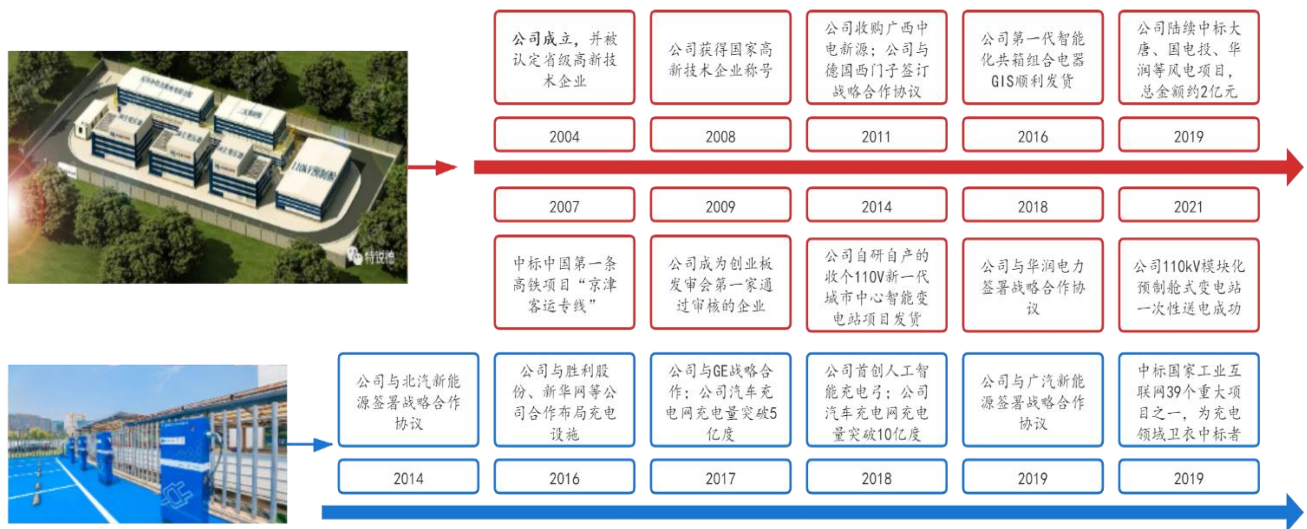 公司成立，并被
认定省级高新技
术企业
公司获得国家高
新技术企业称号
公司收购广西中
电新源；公司与
德国西门子签订
战略合作协议
公司第一代智能
化共箱组合电器
GIS顺利发货
公司陆续中标大
唐、国电投、华
润等风电项目，
总金额约2亿元
2004
2008
2011
2016
2019
110kV预制舱
特锐德
2007
2009
2014
2018
2021
中标中国第一条
高铁项目“京津
客运专线”
公司成为创业板
发审会第一家通
过审核的企业
公司自研自产的
收个110V新一代
城市中心智能变
电站项目发货
公司与华润电力
签署战略合作协
议
公司110kV模块化
预制舱式变电站
一次性送电成功
公司与北汽新能
源签署战略合作
协议
公司与胜利股
份、新华网等公
司合作布局充电
设施
公司与GE战略合
作；公司汽车充
电网充电量突破5
亿度
公司首创人工智
能充电弓；公司
汽车充电网充电
量突破10亿度
公司与广汽新能
源签署战略合作
协议
中标国家工业互
联网39个重大项
目之一，为充电
领域卫衣中标者
2014
2016
2017
2018
2019
2019